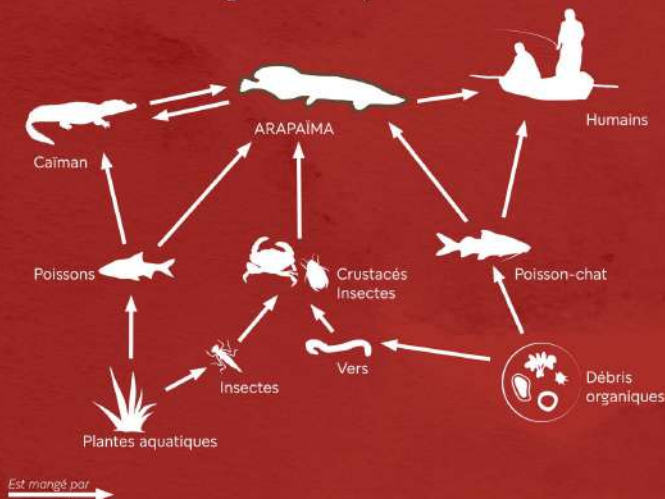 ARAPAÏMA
Humains
Caïman
Poissons
Crustacés
Insectes
Poisson-chat
Insectes
Vers
Débris
organiques
Plantes aquatiques
Est mangé par